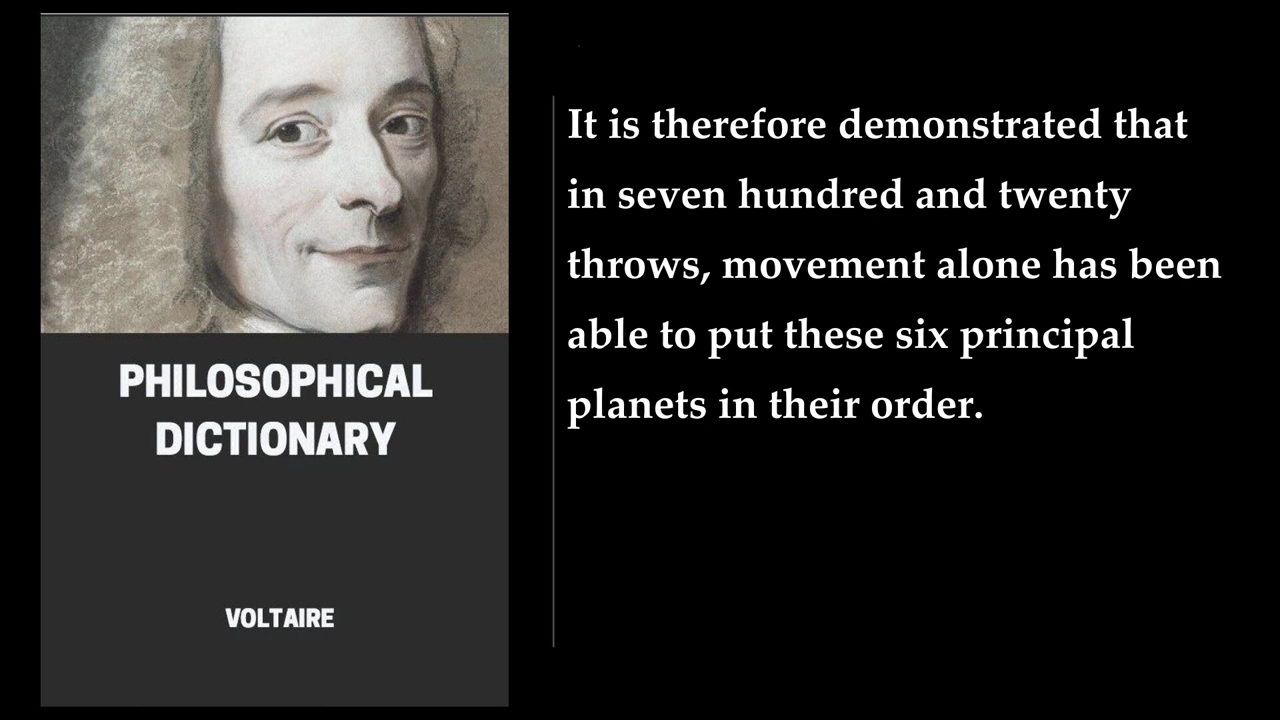 PHILOSOPHICAL
DICTIONARY
VOLTAIRE
It is therefore demonstrated that
in seven hundred and twenty
throws, movement alone has been
able to put these six principal
planets in their order.